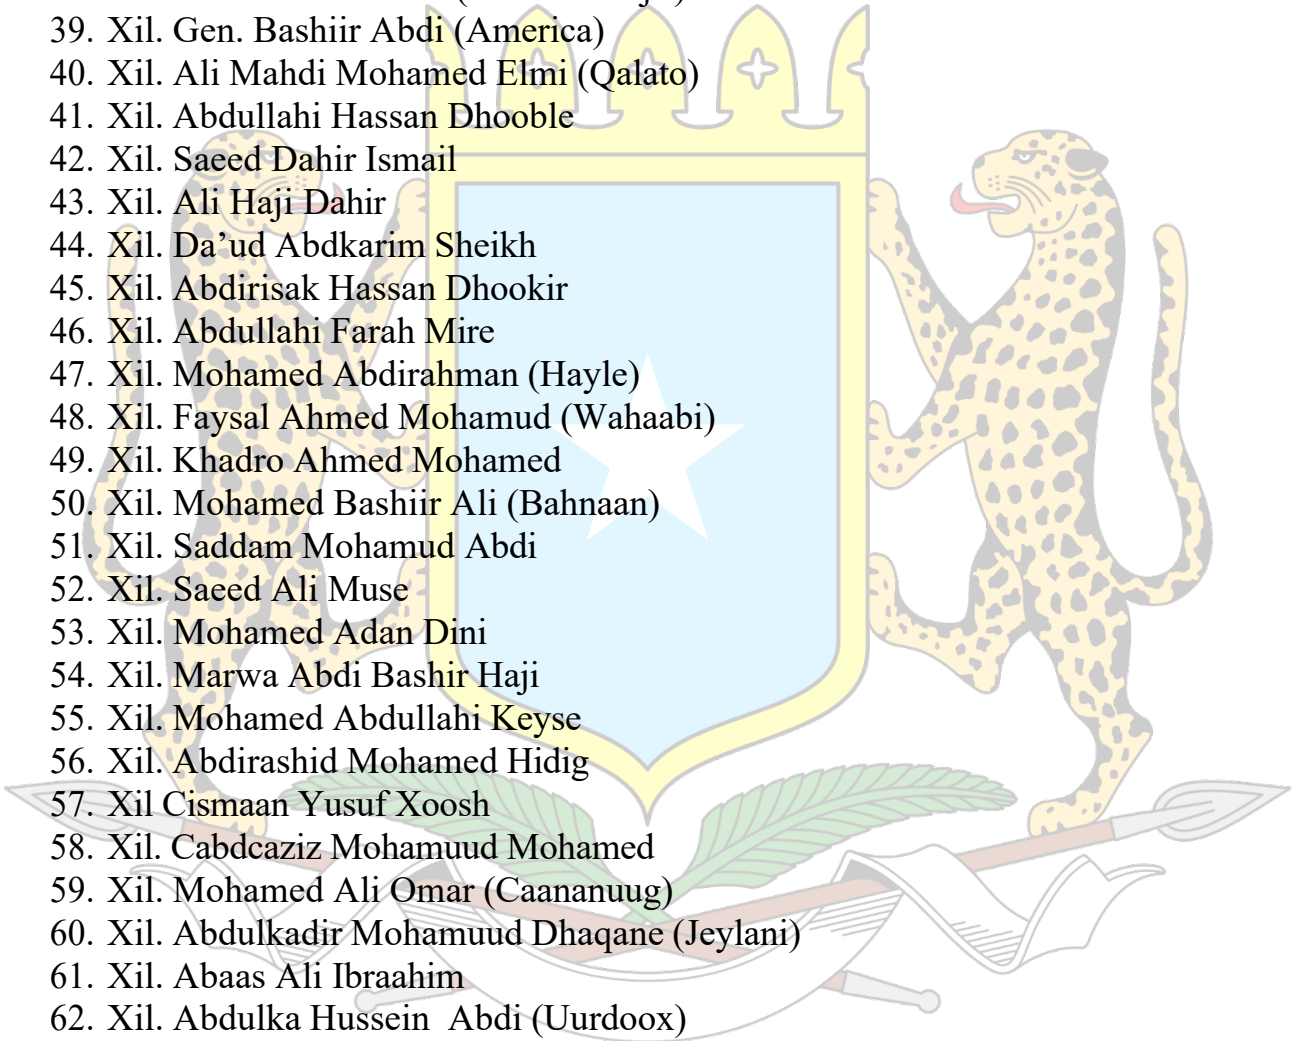 39. Xil. Gen. Bashiir Abdi (America)
40. Xil. Ali Mahdi Mohamed Elmi (Qalato)
41. Xil. Abdullahi Hassan Dhooble
42. Xil. Saeed Dahir Ismail
43. Xil. Ali Haji Dahir
44. Xil. Da’ud Abdkarim Sheikh
45. Xil. Abdirisak Hassan Dhookir
46. Xil. Abdullahi Farah Mire
47. Xil. Mohamed Abdirahman (Hayle)
48. Xil. Faysal Ahmed Mohamud (Wahaabi)
49. Xil. Khadro Ahmed Mohamed
50. Xil. Mohamed Bashiir Ali (Bahnaan)
51. Xil. Saddam Mohamud Abdi
52. Xil. Saeed Ali Muse
53. Xil. Mohamed Adan Dini
54. Xil. Marwa Abdi Bashir Haji
55. Xil. Mohamed Abdullahi Keyse
56. Xil. Abdirashid Mohamed Hidig
57. Xil Cismaan Yusuf Xoosh
58. Xil. Cabdcaziz Mohamuud Mohamed
59. Xil. Mohamed Ali Omar (Caananuug)
60. Xil. Abdulkadir Mohamuud Dhaqane (Jeylani)
61. Xil. Abaas Ali Ibraahim
62. Xil. Abdulka Hussein  Abdi (Uurdoox)